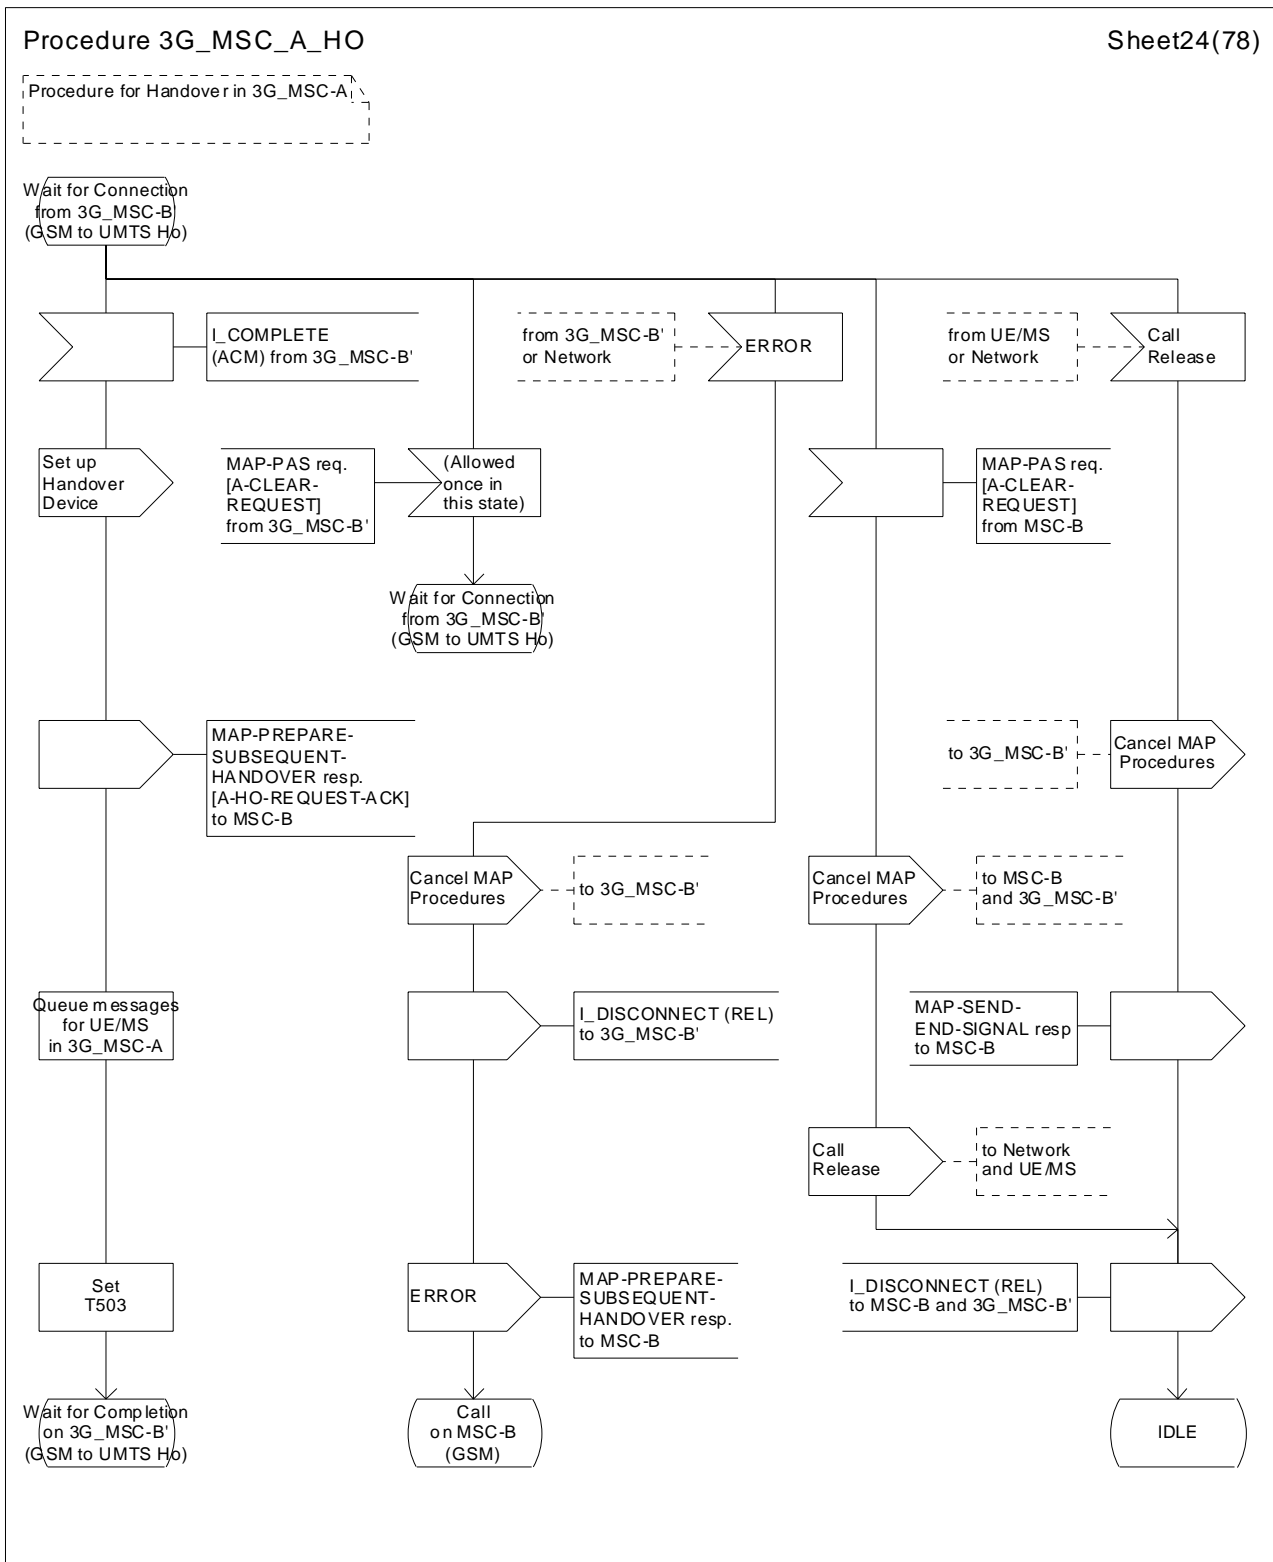 Procedure 3G_MSC_A_HO
Sheet24(78)
Procedure for Handover in 3G_MSC-A
Wait for Connection
from 3G_MSC-B'
(GSM to UMTS Ho)
I_COMPLETE
(ACM) from 3G_MSC-B'
from 3G_MSC-B'
or Network
ERROR
from UE/MS
or Network
Call
Release
Set up
Handover
Device
MAP-PAS req.
[A-CLEAR-
REQUEST]
from 3G_MSC-B'
(Allowed
once in
this state)
MAP-PAS req.
[A-CLEAR-
REQUEST]
from MSC-B
Wait for Connection
from 3G_MSC-B'
(GSM to UMTS Ho)
MAP-PREPARE-
SUBSEQUENT-
HANDOVER resp.
[A-HO-REQUEST-ACK]
to MSC-B
to 3G_MSC-B'
Cancel MAP
Procedures
Cancel MAP
Procedures
to 3G_MSC-B'
Cancel MAP
Procedures
to MSC-B
and 3G_MSC-B'
Queue messages
for UE/MS
in 3G_MSC-A
I_DISCONNECT (REL)
to 3G_MSC-B'
MAP-SEND-
END-SIGNAL resp
to MSC-B
Call
Release
to Network
and UE/MS
Set
T503
ERROR
MAP-PREPARE-
SUBSEQUENT-
HANDOVER resp.
to MSC-B
I_DISCONNECT (REL)
to MSC-B and 3G_MSC-B'
Wait for Completion
on 3G_MSC-B'
(GSM to UMTS Ho)
Call
on MSC-B
(GSM)
IDLE